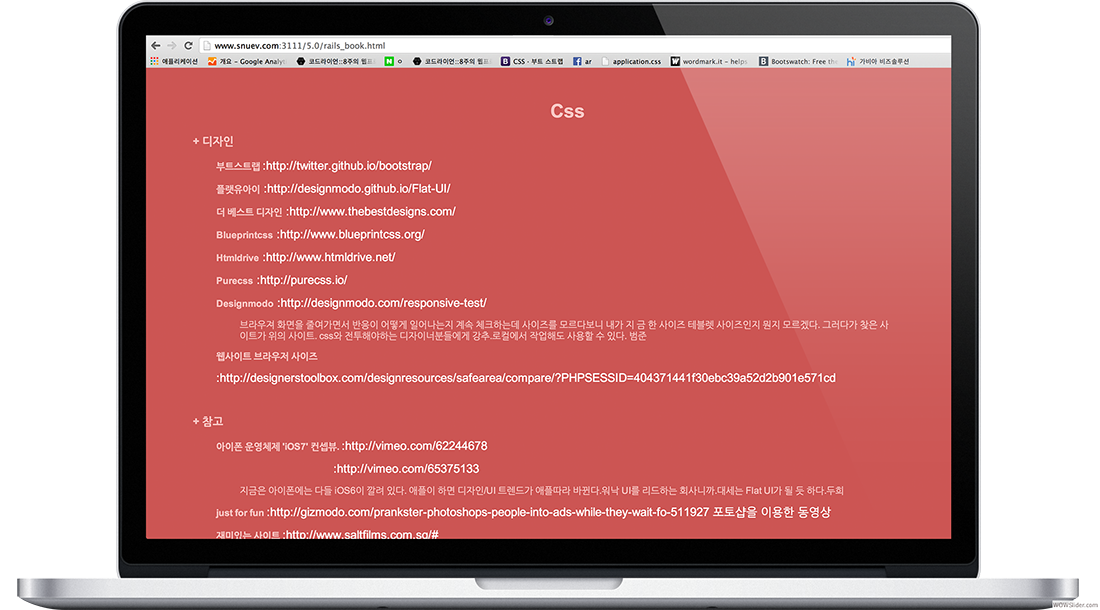 www.snuev.com:3111/5.0/rails_book.html
애플리케이션 개요 - Google Analyt 코드라이언::8주의 웹프 o 코드라이언::8주의 웹프 CSS · 부트 스트랩 ar application.css wordmark.it - helps Bootswatch: Free the 가비아 비즈솔루션
Css
+ 디자인
부트스트랩 :http://twitter.github.io/bootstrap/
플랫유아이 :http://designmodo.github.io/Flat-UI/
더 베스트 디자인 :http://www.thebestdesigns.com/
Blueprintcss :http://www.blueprintcss.org/
Htmldrive :http://www.htmldrive.net/
Purecss :http://purecss.io/
Designmodo :http://designmodo.com/responsive-test/
브라우져 화면을 줄여가면서 반응이 어떻게 일어나는지 계속 체크하는데 사이즈를 모르다보니 내가 지 금 한 사이즈 테블렛 사이즈인지 뭔지 모르겠다. 그러다가 찾은 사
이트가 위의 사이트. css와 전투해야하는 디자이너분들에게 강추.로컬에서 작업해도 사용할 수 있다. 범준
웹사이트 브라우저 사이즈
:http://designerstoolbox.com/designresources/safearea/compare/?PHPSESSID=404371441f30ebc39a52d2b901e571cd
+ 참고
아이폰 운영체제 'iOS7' 컨셉뷰. :http://vimeo.com/62244678
:http://vimeo.com/65375133
지금은 아이폰에는 다들 iOS6이 깔려 있다. 애플이 하면 디자인/UI 트렌드가 애플따라 바뀐다.워낙 UI를 리드하는 회사니까.대세는 Flat UI가 될 듯 하다.두희
just for fun :http://gizmodo.com/prankster-photoshops-people-into-ads-while-they-wait-fo-511927 포토샵을 이용한 동영상
재미있는 사이트 :http://www.saltfilms.com.sg/#
WOWSlider.com